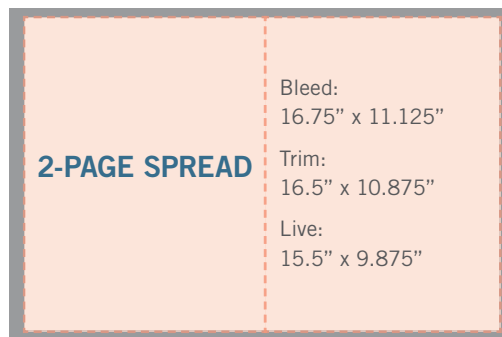 2-PAGE SPREAD
Bleed:
16.75” x 11.125”
Trim:
16.5” x 10.875”
Live:
15.5” x 9.875”